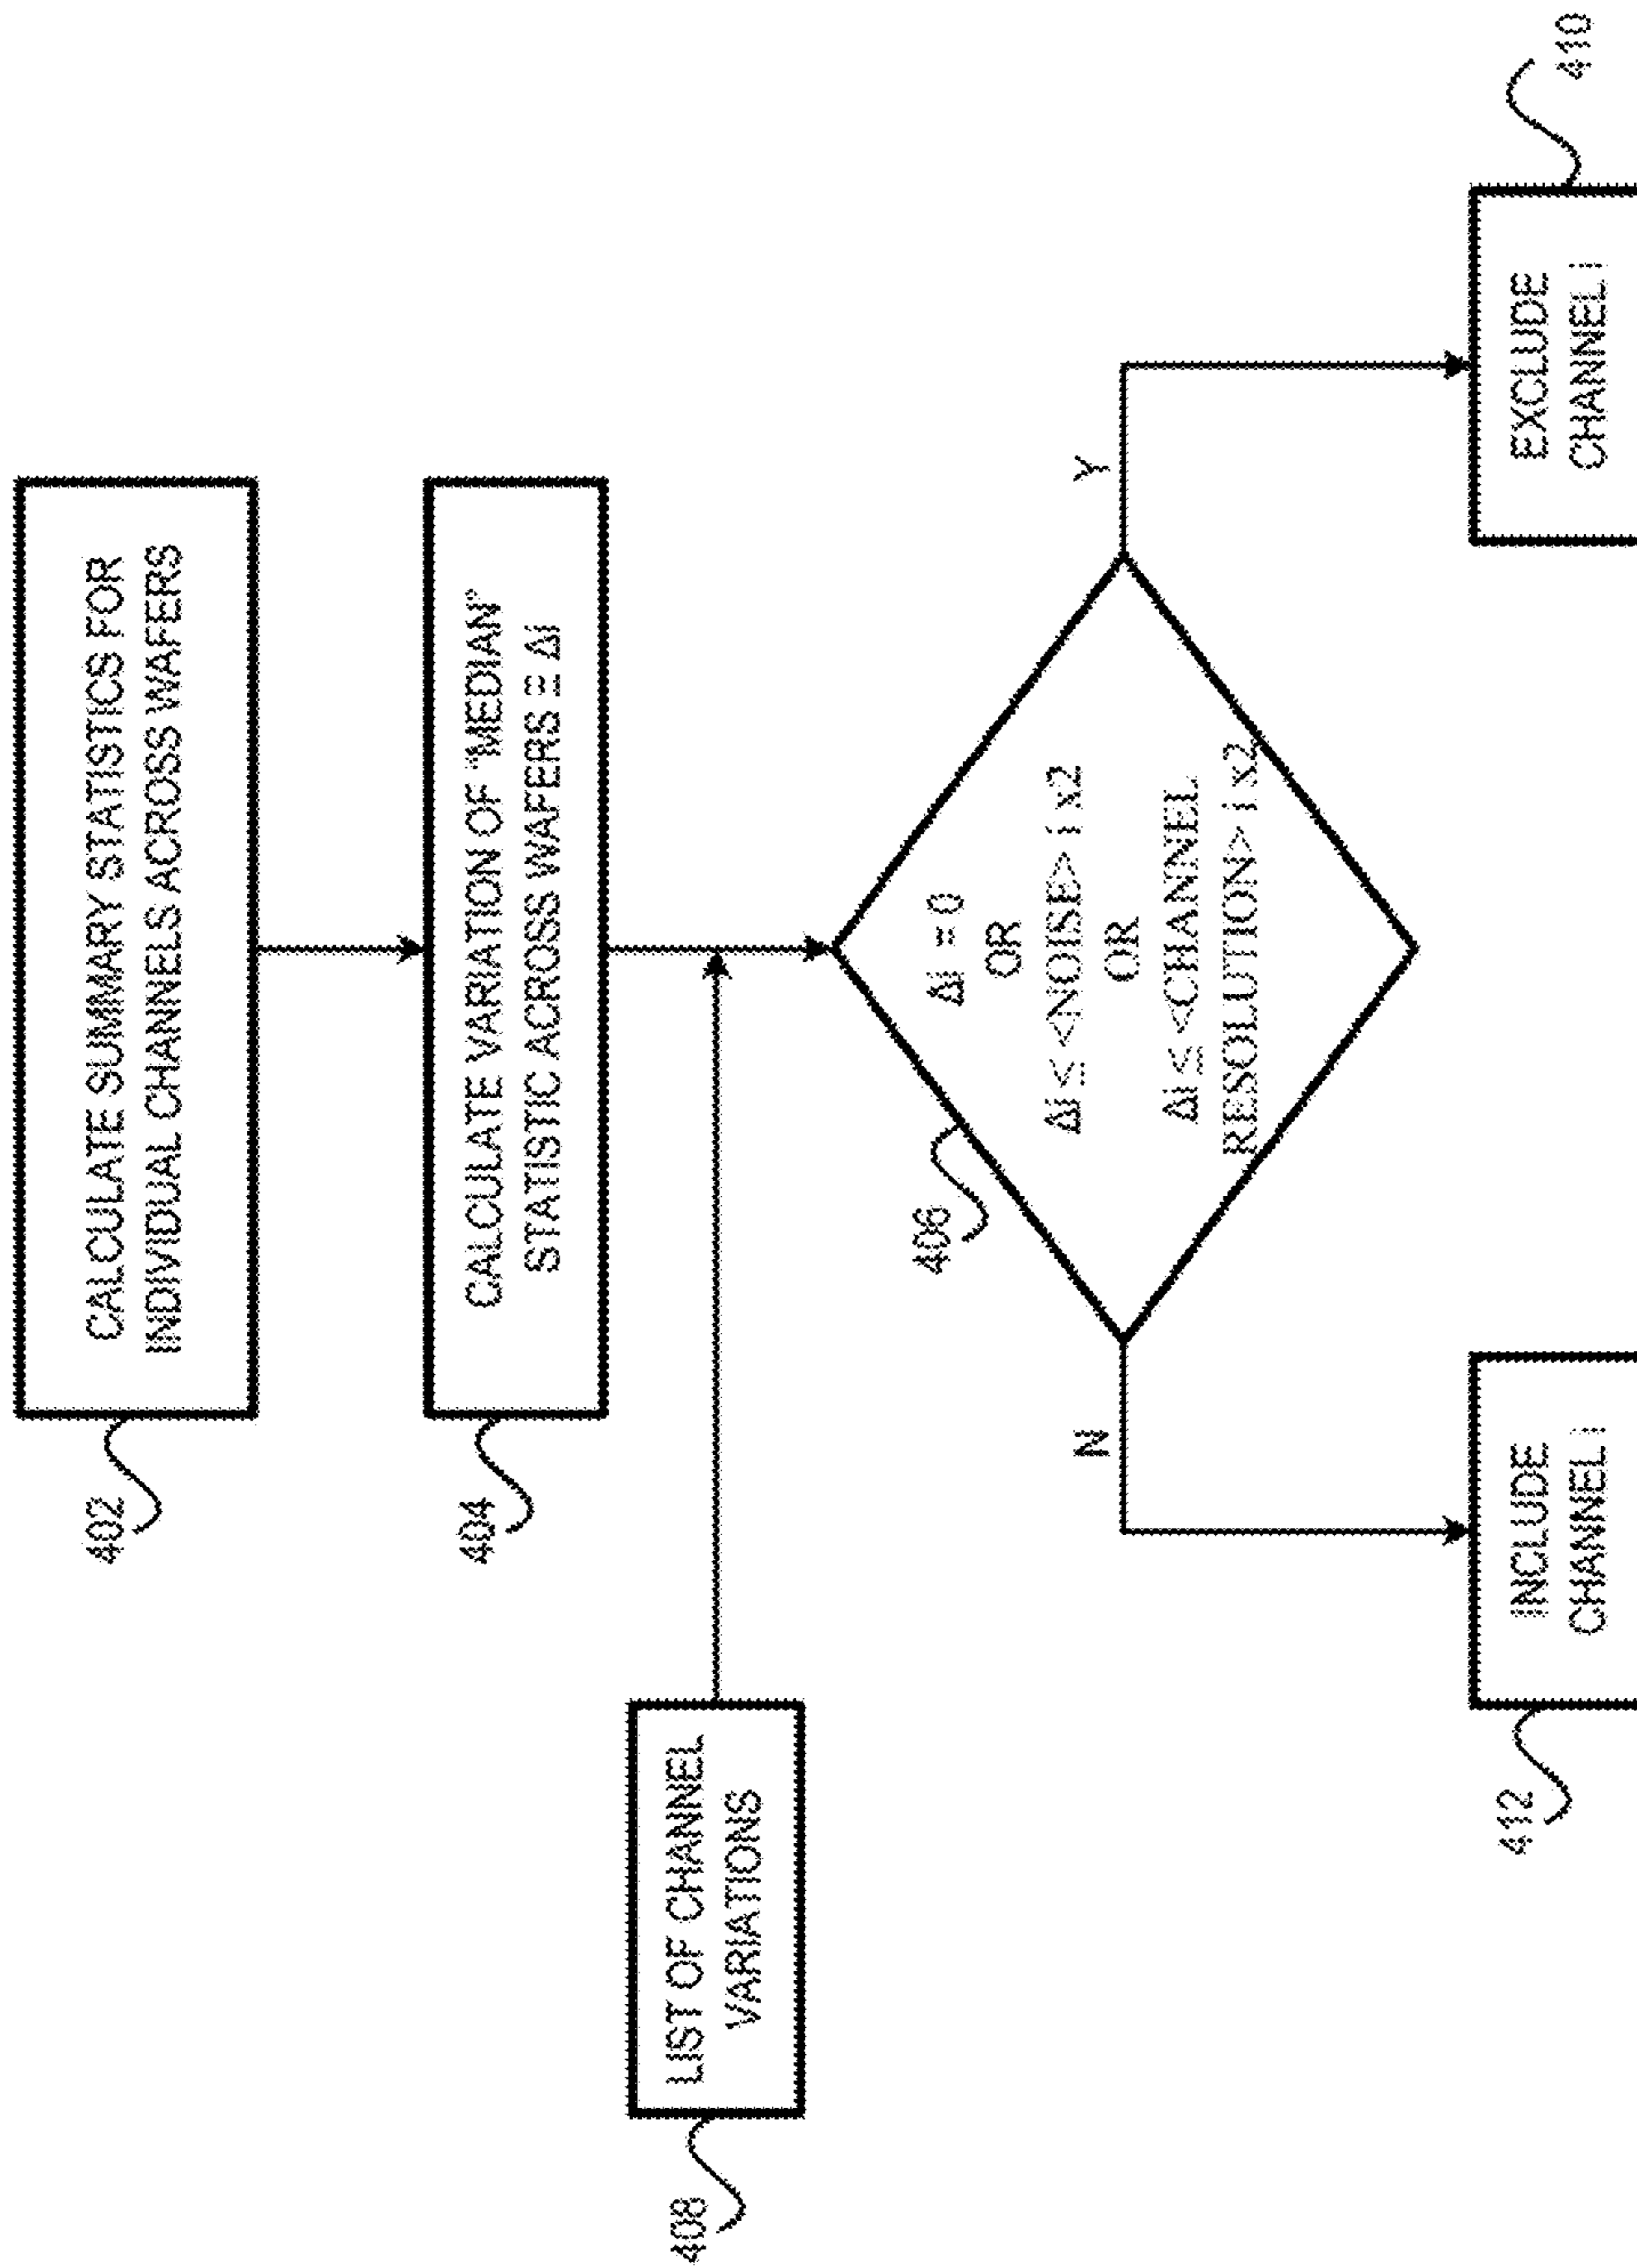 402
CALCULATE SUMMARY STATISTICS FOR
INDIVIDUAL CHANNELS ACROSS WAFERS
404
CALCULATE VARIATION OF "MEDIAN"
STATISTIC ACROSS WAFERS ≡ Δi
408
LIST OF CHANNEL
VARIATIONS
406
Δi = 0
OR
Δi ≤ <NOISE> i x2
OR
Δi ≤ <CHANNEL
RESOLUTION> i x2
N
Y
412
INCLUDE
CHANNEL i
EXCLUDE
CHANNEL i
410